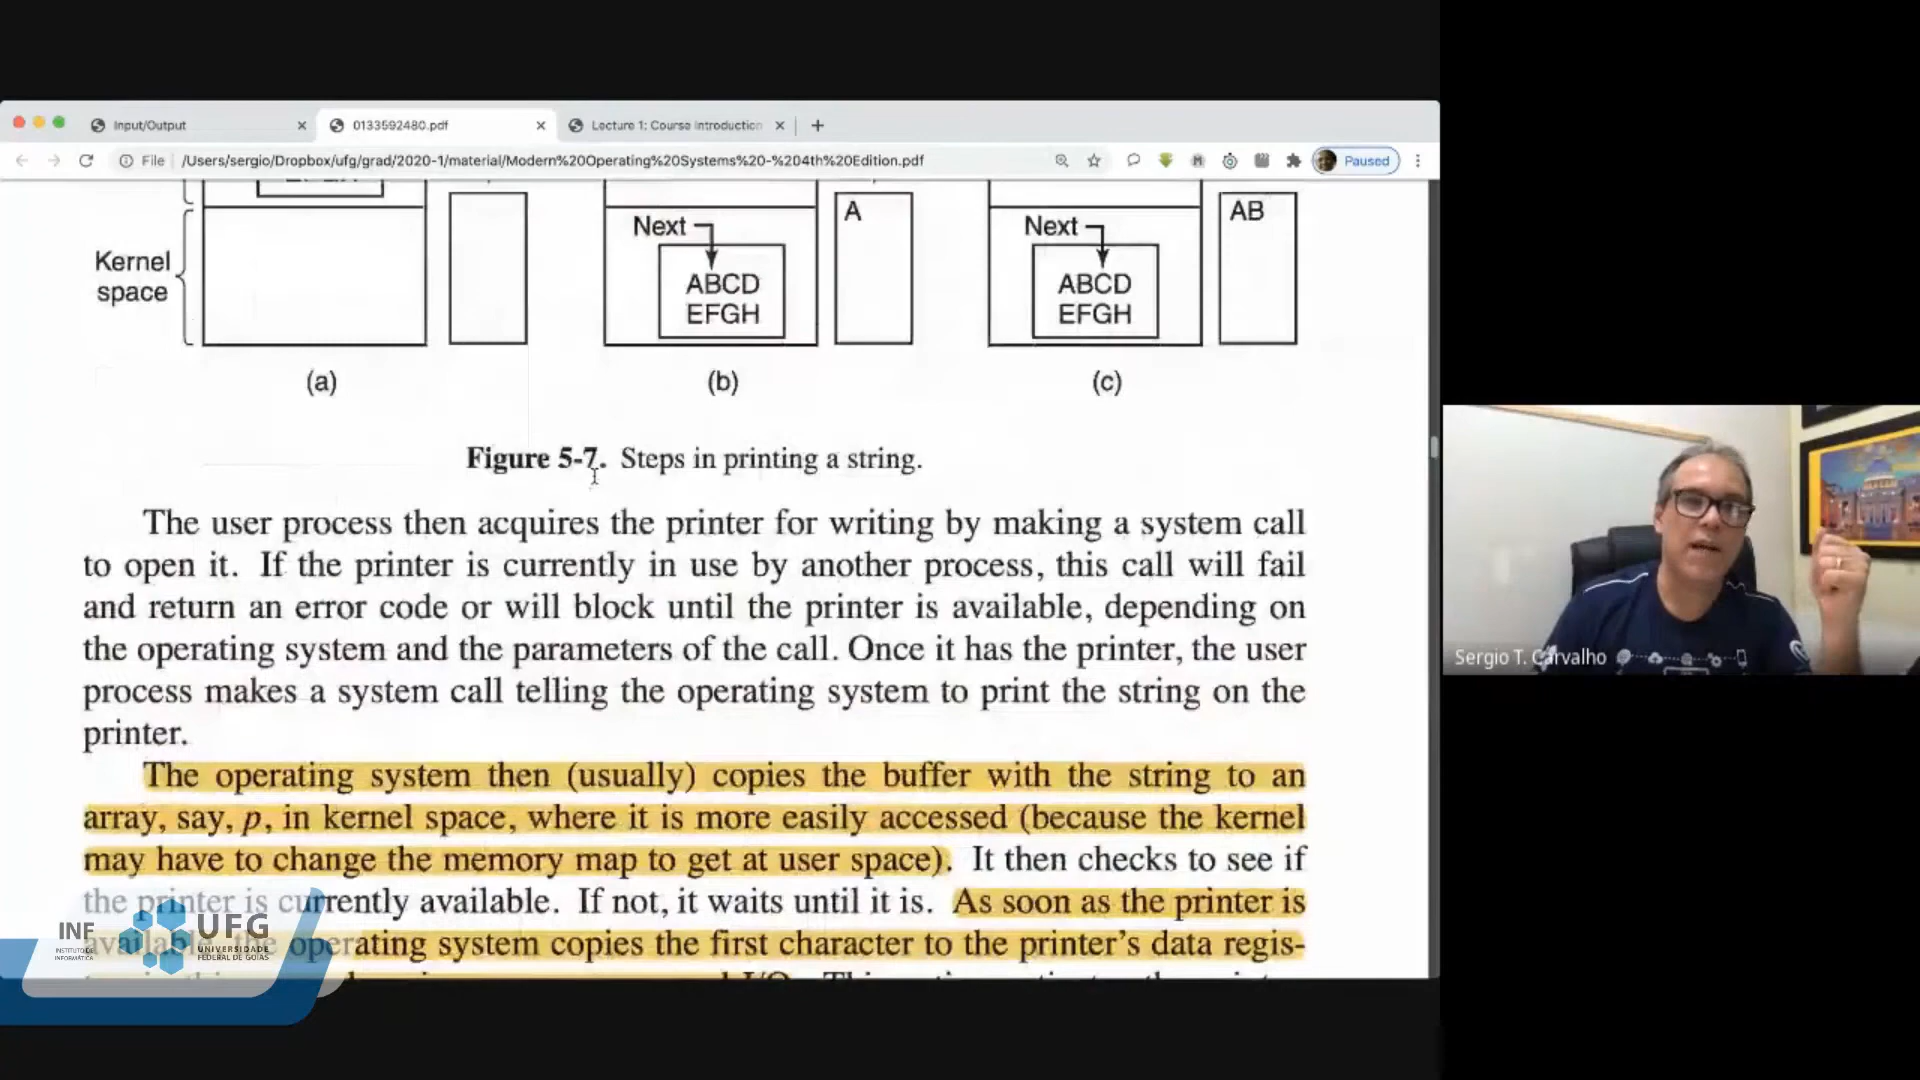 Input/Output
0133592480.pdf
Lecture 1: Course Introduction
File /Users/sergio/Dropbox/ufg/grad/2020-1/material/Modern%20Operating%20Systems%20-%204th%20Edition.pdf
Paused
Kernel
space
Next
ABCD
EFGH
A
Next
ABCD
EFGH
AB
(a)
(b)
(c)
Figure 5-7. Steps in printing a string.
The user process then acquires the printer for writing by making a system call
to open it. If the printer is currently in use by another process, this call will fail
and return an error code or will block until the printer is available, depending on
the operating system and the parameters of the call. Once it has the printer, the user
process makes a system call telling the operating system to print the string on the
printer.
The operating system then (usually) copies the buffer with the string to an
array, say, p, in kernel space, where it is more easily accessed (because the kernel
may have to change the memory map to get at user space). It then checks to see if
the printer is currently available. If not, it waits until it is. As soon as the printer is
available, the operating system copies the first character to the printer's data regis-
INF
INSTITUTO DE
INFORMÁTICA
UFG
UNIVERSIDADE
FEDERAL DE GOIÁS
Sergio T. Carvalho